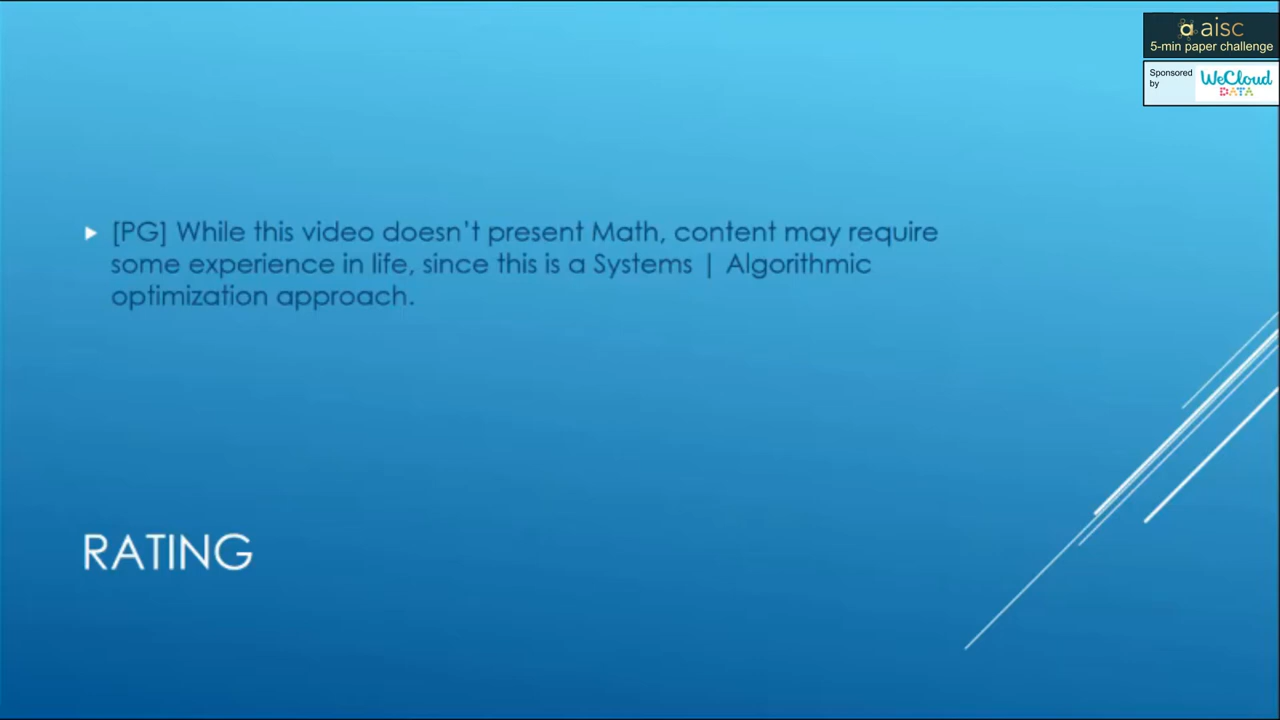 aisc
5-min paper challenge
Sponsored
by
WeCloud
DATA
[PG] While this video doesn't present Math, content may require
some experience in life, since this is a Systems | Algorithmic
optimization approach.
RATING